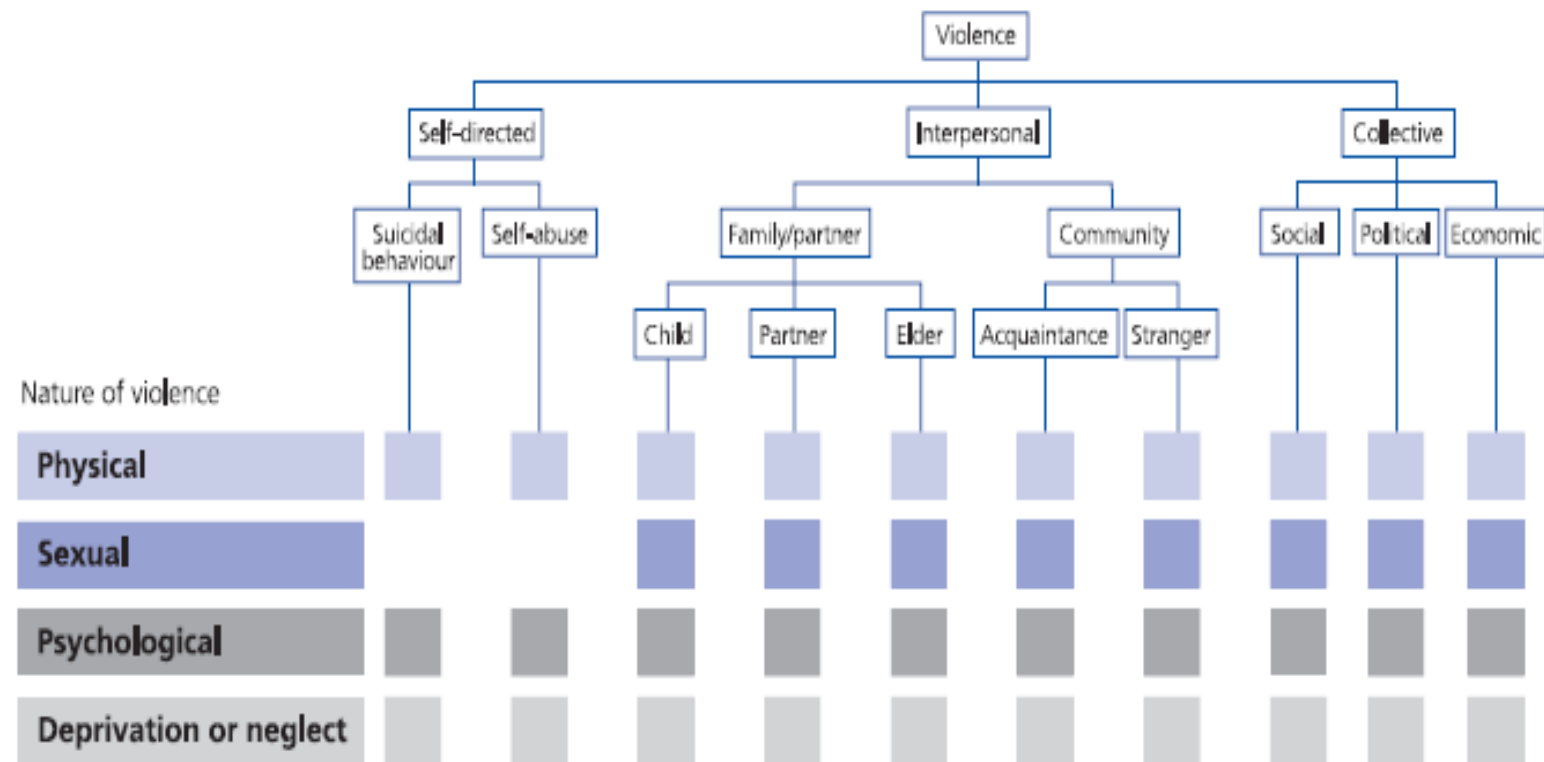 Violence
Self-directed
Interpersonal
Collective
Suicidal
behaviour
Self-abuse
Family/partner
Community
Social
Political
Economic
Child
Partner
Elder
Acquaintance
Stranger
Nature of violence
Physical
Sexual
Psychological
Deprivation or neglect